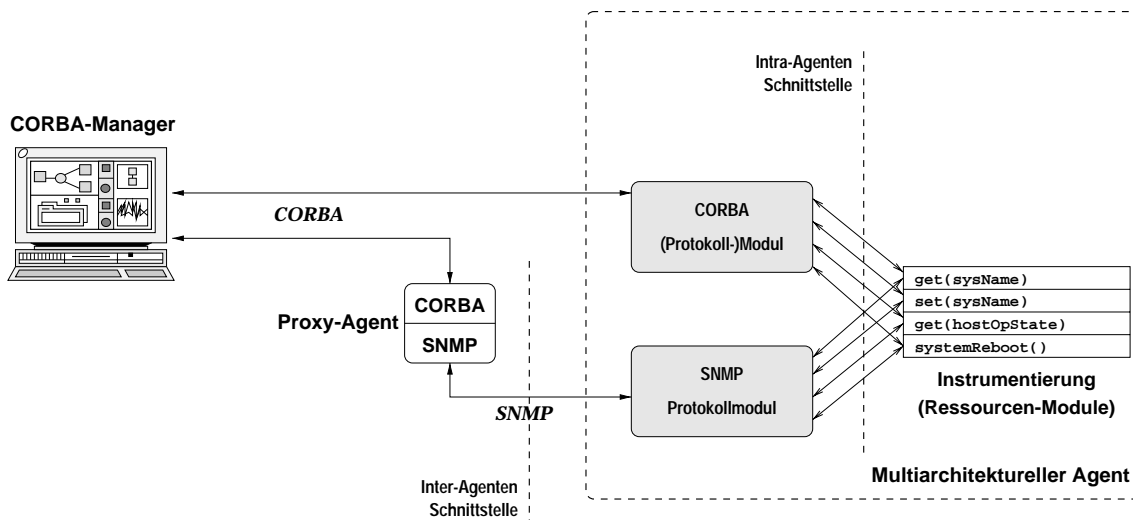 Intra-Agenten
Schnittstelle
CORBA-Manager
CORBA
CORBA
(Protokoll-)Modul
get(sysName)
set(sysName)
get(hostOpState)
systemReboot()
Proxy-Agent
CORBA
SNMP
SNMP
SNMP
Protokollmodul
Instrumentierung
(Ressourcen-Module)
Multiarchitektureller Agent
Inter-Agenten
Schnittstelle